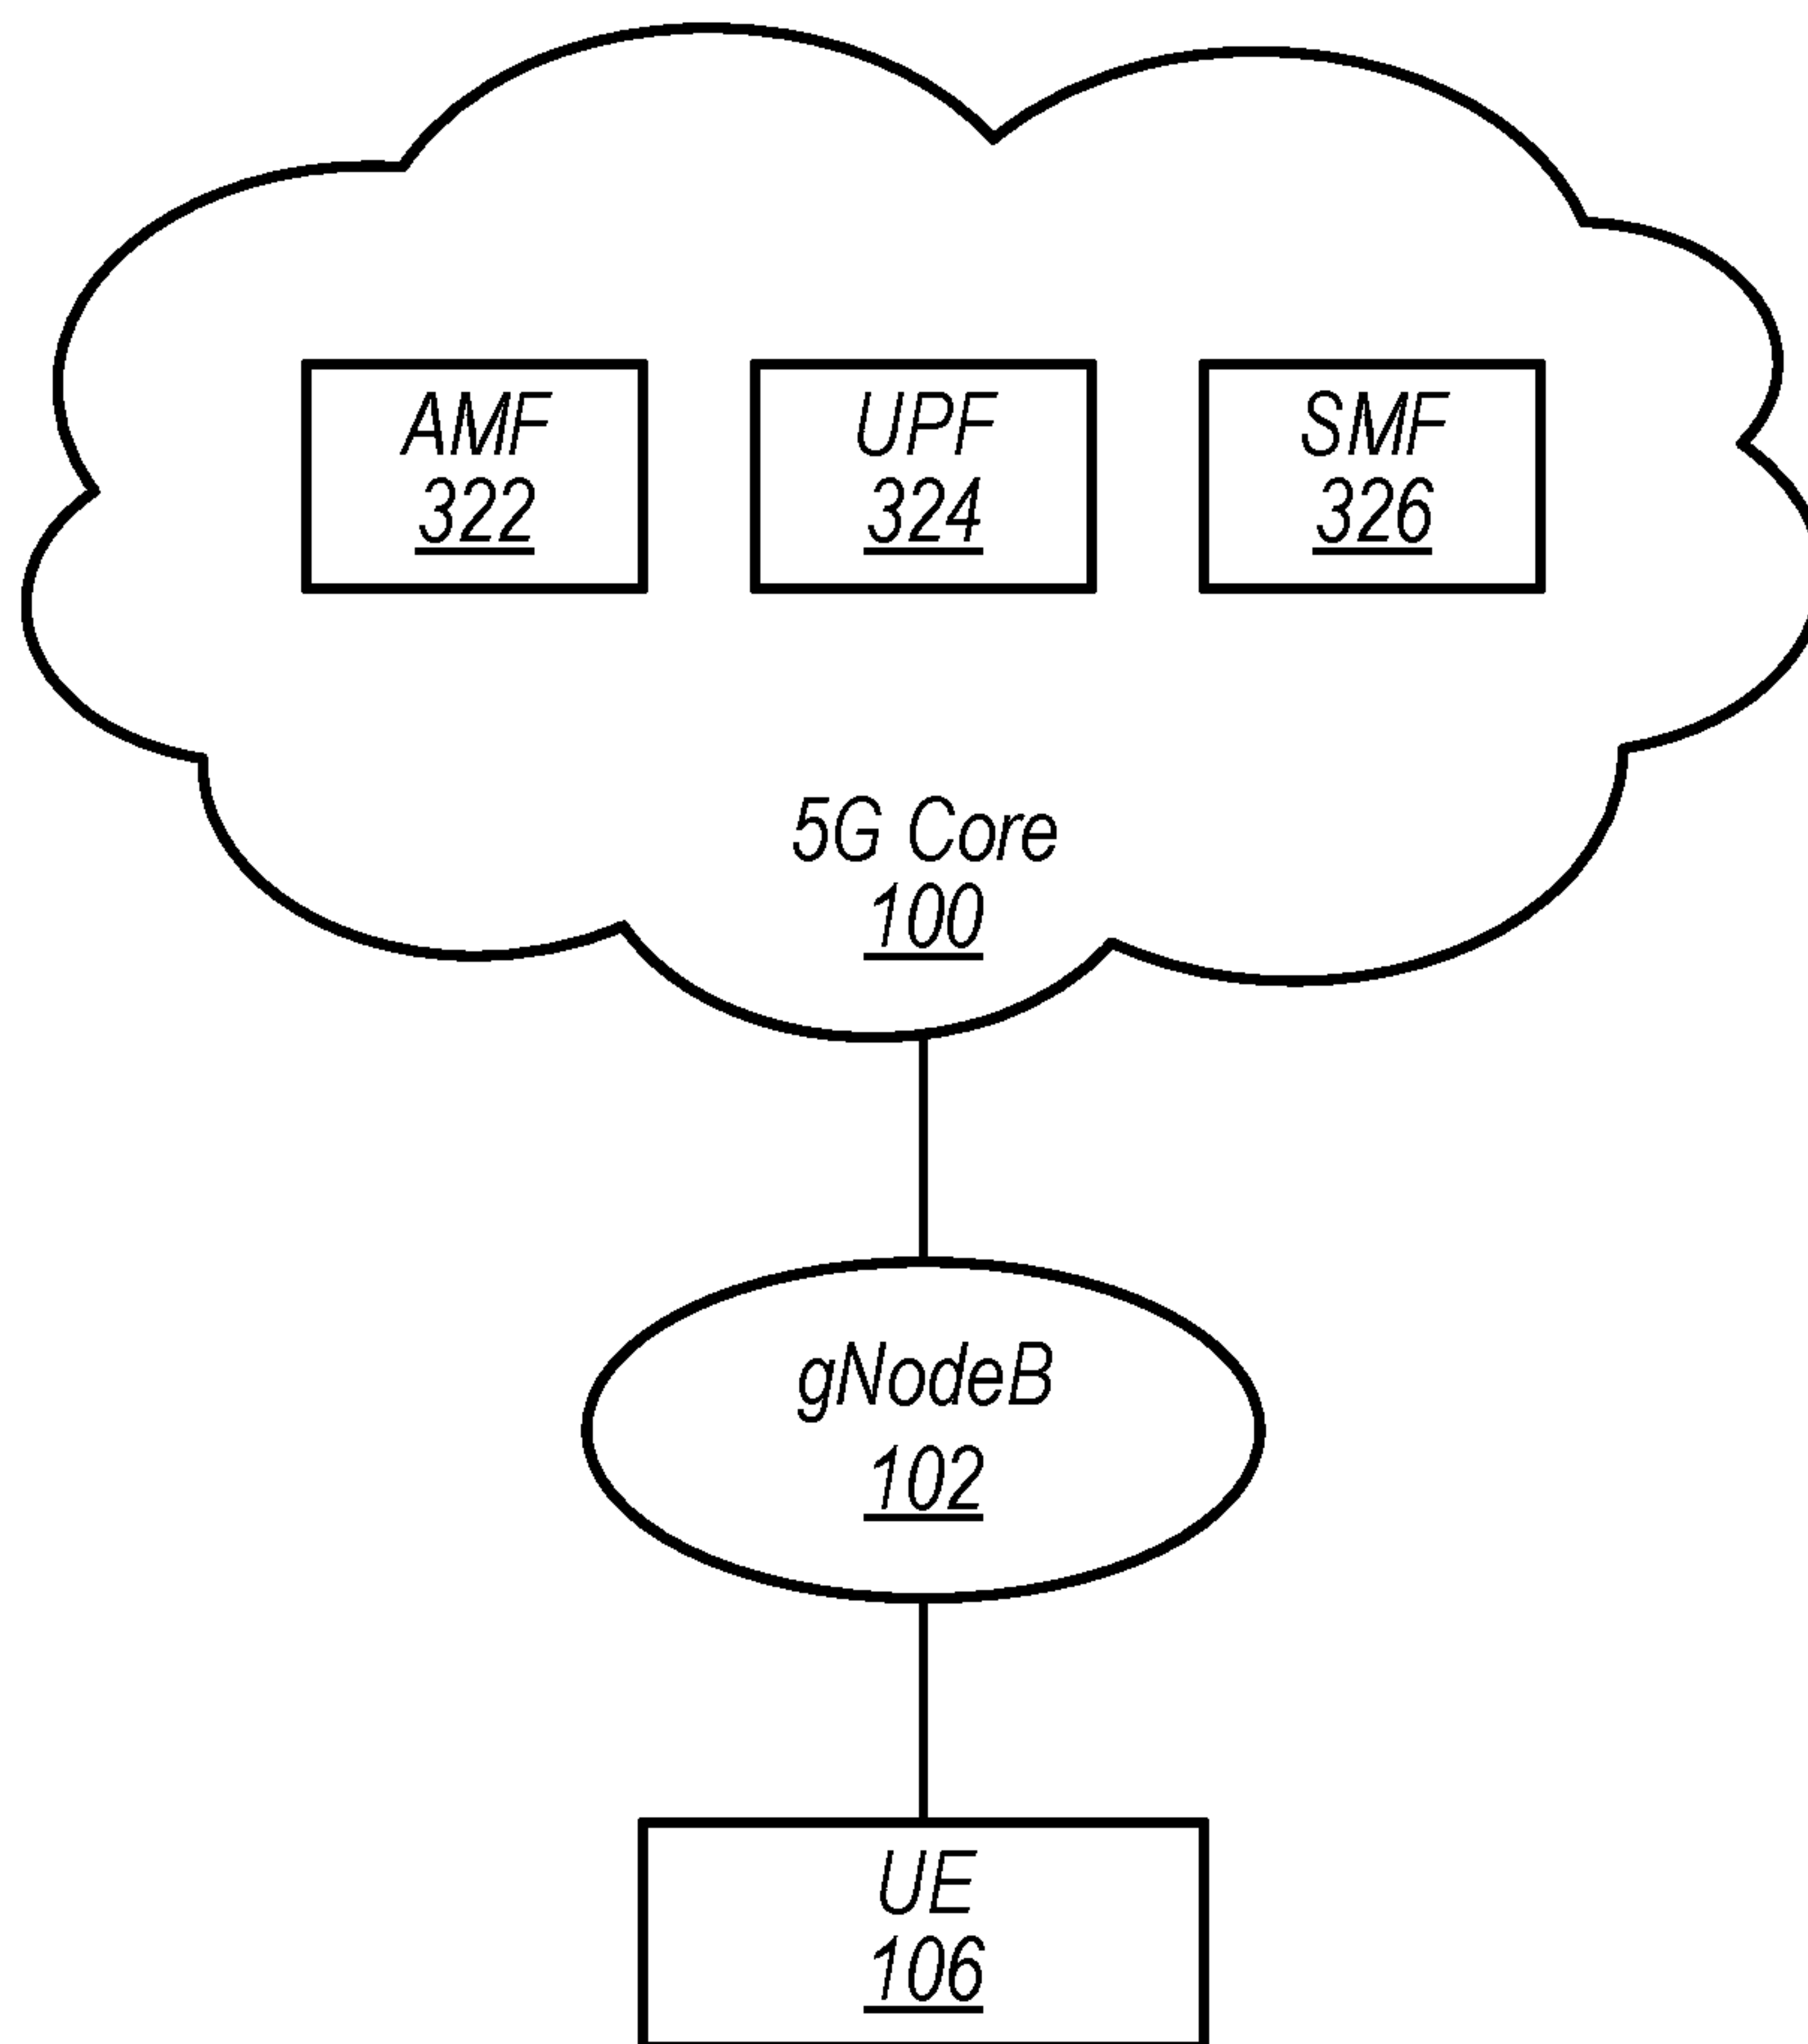 AMF
322
UPF
324
SMF
326
5G Core
100
gNodeB
102
UE
106